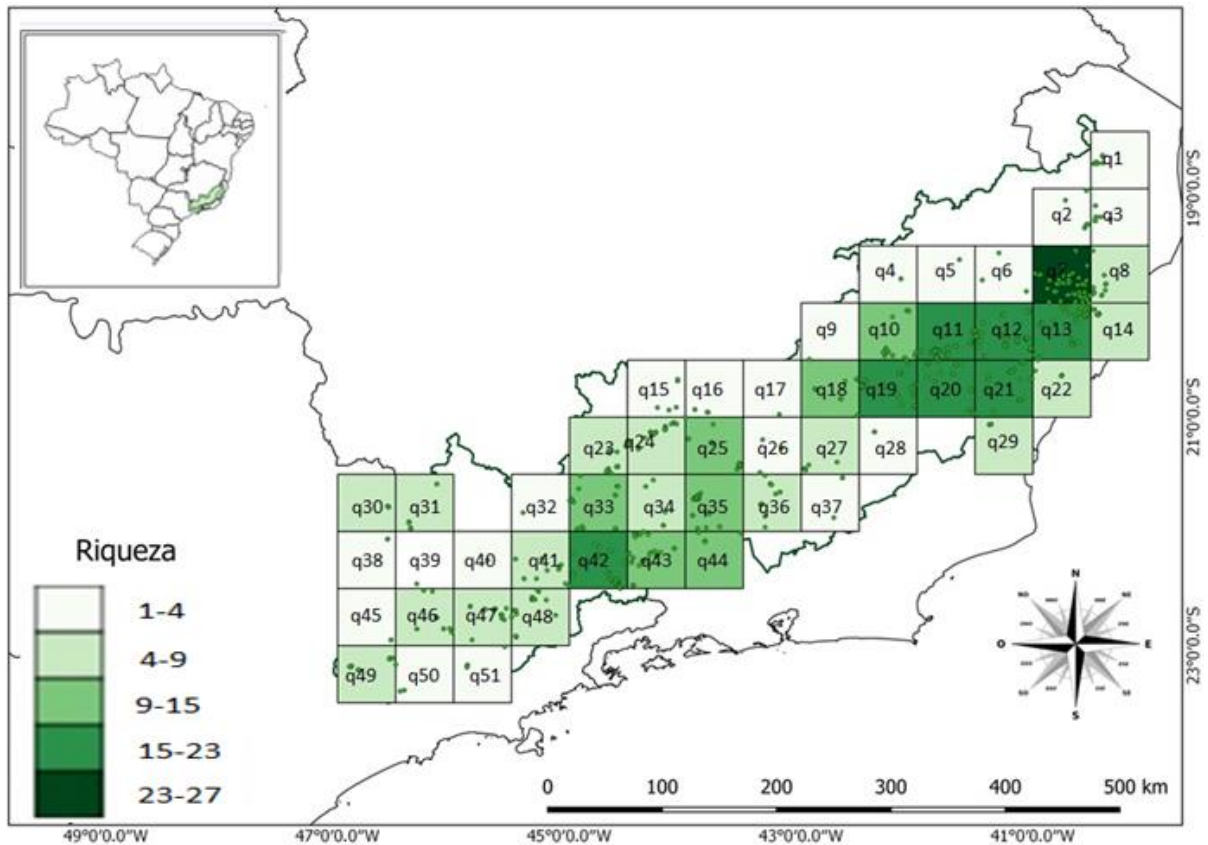 q1
q2 q3
q4 q5 q6 q7 q8
q9 q10 q11 q12 q13 q14
q15 q16 q17 q18 q19 q20 q21 q22
q23 q24 q25 q26 q27 q28 q29
q30 q31 q32 q33 q34 q35 q36 q37
q38 q39 q40 q41 q42 q43 q44
q45 q46 q47 q48
q49 q50 q51
19°0'0.0"S
21°0'0.0"S
23°0'0.0"S
Riqueza
1-4
4-9
9-15
15-23
23-27
N
NO NE
O E
SO SE
S
0 100 200 300 400 500 km
49°0'0.0"W 47°0'0.0"W 45°0'0.0"W 43°0'0.0"W 41°0'0.0"W